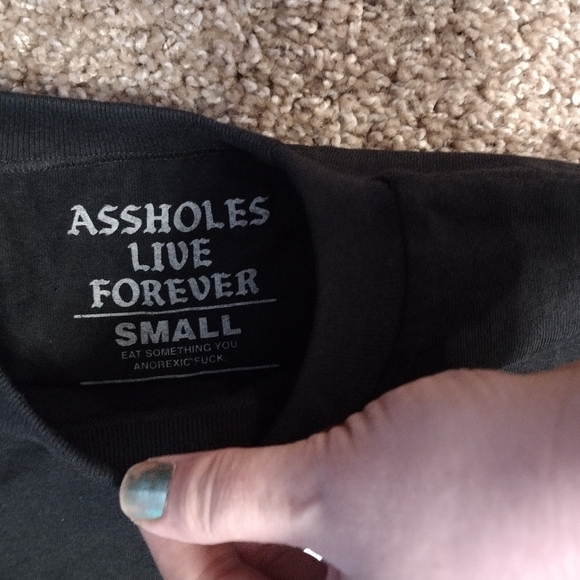 ASSHOLES
LIVE
FOREVER
SMALL
EAT SOMETHING YOU
ANOREXIC FUCK.